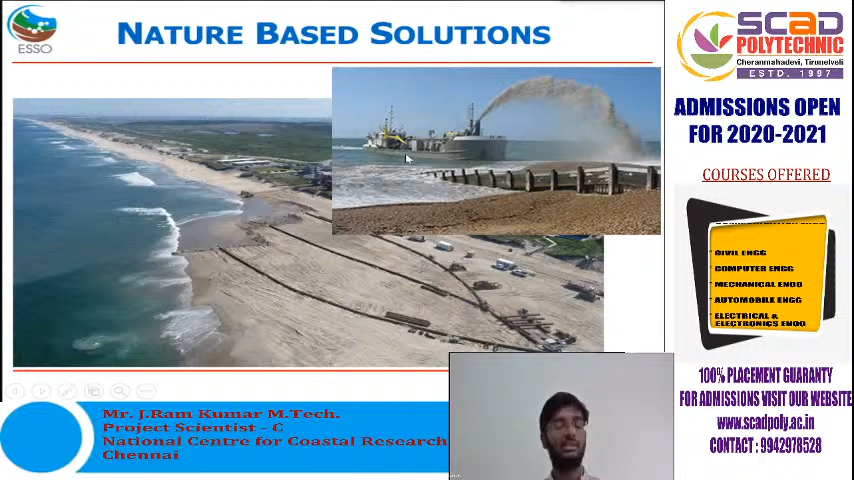 ESSO
NATURE BASED SOLUTIONS
SCAD
POLYTECHNIC
Cheranmahadevi, Tirunelveli
ESTD. 1997
ADMISSIONS OPEN
FOR 2020-2021
COURSES OFFERED
CIVIL ENGG
COMPUTER ENGG
MECHANICAL ENGG
AUTOMOBILE ENGG
ELECTRICAL &
ELECTRONICS ENGG
100% PLACEMENT GUARANTY
FOR ADMISSIONS VISIT OUR WEBSITE
www.scadpoly.ac.in
CONTACT : 9942978528
Mr. J.Ram Kumar M.Tech.
Project Scientist - C
National Centre for Coastal Research
Chennai